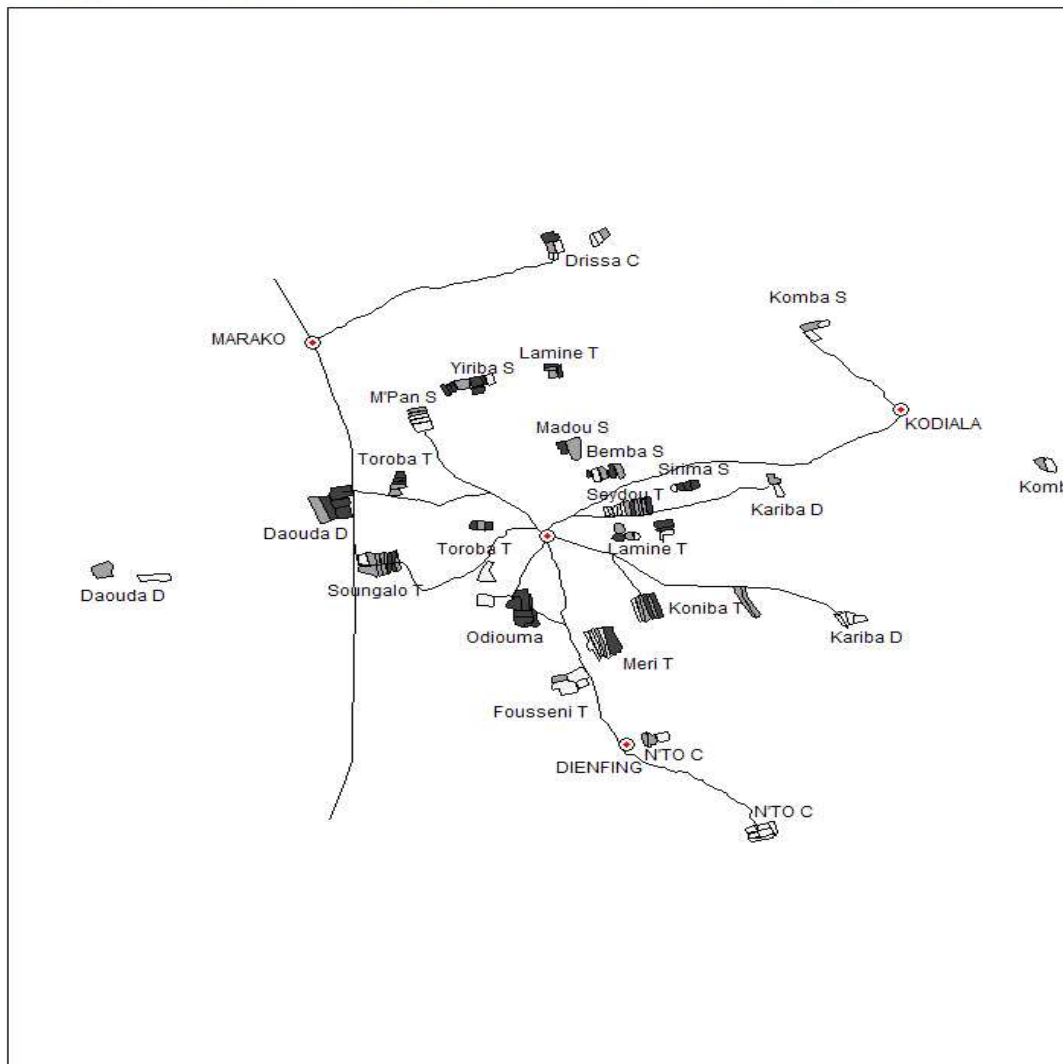 Drissa C
Komba S
MARAKO
Lamine T
Yiriba S
M'Pan S
KODIALA
Madou S
Bemba S
Toroba T
Sirima S
Komb
Seydou T
Kariba D
Daouda D
Toroba T
Lamine T
Soungalo T
Daouda D
Koniba T
Odiouma
Kariba D
Meri T
Fousseni T
N'TO C
DIENFING
N'TO C